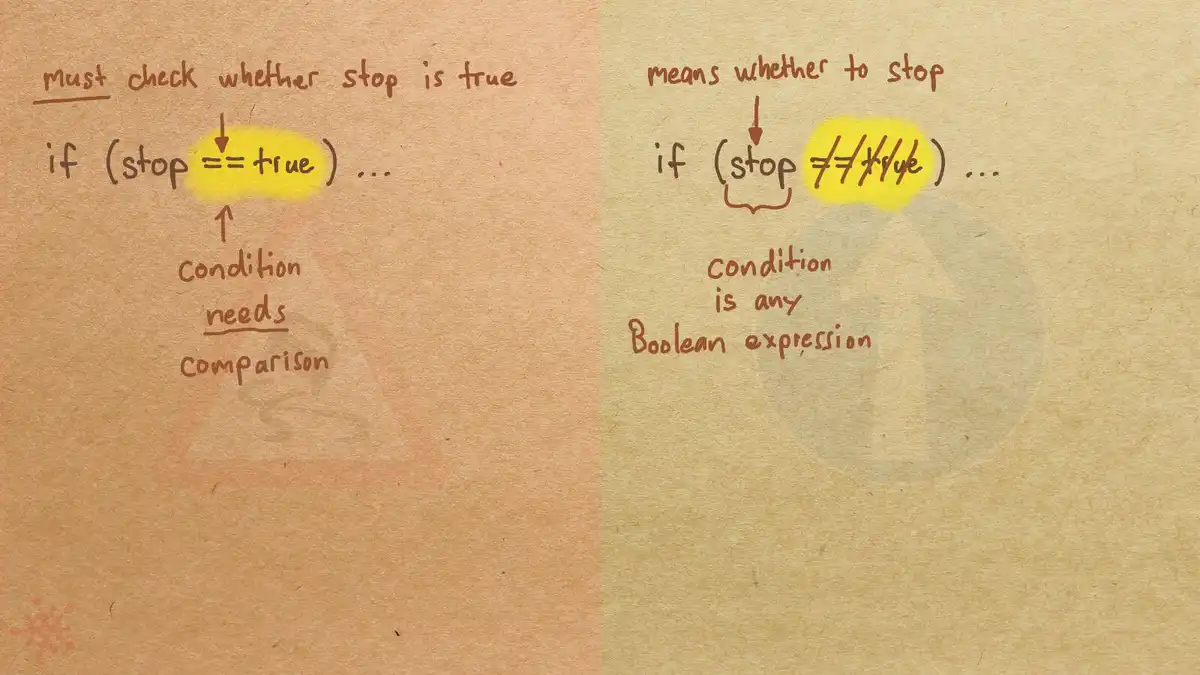 must check whether stop is true
if (stop == true) ...
condition
needs
comparison
means whether to stop
if (stop == true) ...
condition
is any
Boolean expression